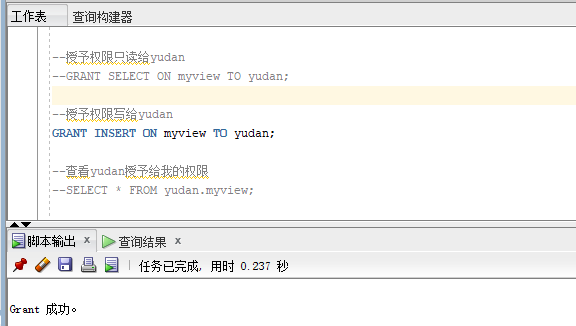 工作表 查询构建器
--授予权限只读给yudan
--GRANT SELECT ON myview TO yudan;
--授予权限写给yudan
GRANT INSERT ON myview TO yudan;
--查看yudan授予给我的权限
--SELECT * FROM yudan.myview;
脚本输出 x 查询结果 x
任务已完成, 用时 0.237 秒
Grant 成功。